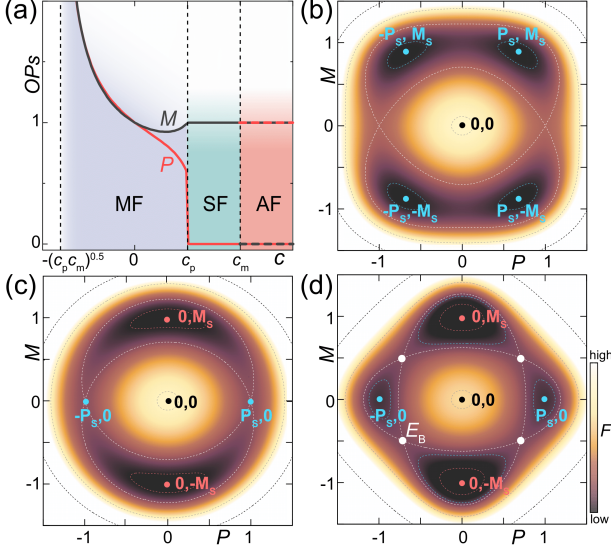 (a)
OPs
1
0
M
P
MF
SF
AF
-(cₚcₘ)⁰·⁵
0
cₚ
cₘ
c
(b)
M
1
0
-1
-Pₛ, Mₛ
Pₛ, Mₛ
0,0
-Pₛ,-Mₛ
Pₛ,-Mₛ
-1
0
P
1
(c)
M
1
0
-1
0,Mₛ
-Pₛ,0
0,0
Pₛ,0
0,-Mₛ
-1
0
P
1
(d)
M
1
0
-1
0,Mₛ
-Pₛ,0
0,0
Pₛ,0
E_B
0,-Mₛ
-1
0
P
1
high
F
low